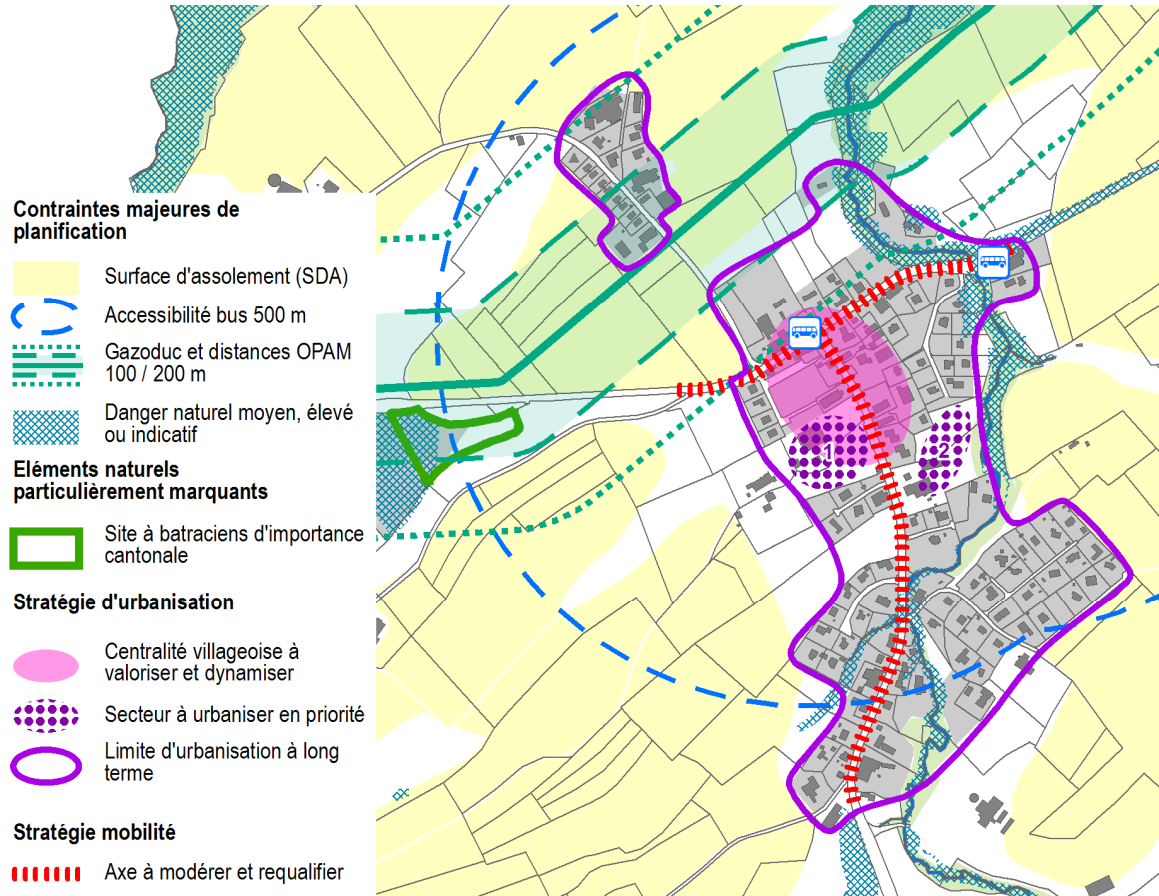 Contraintes majeures de
planification
Surface d'assolement (SDA)
Accessibilité bus 500 m
Gazoduc et distances OPAM
100 / 200 m
Danger naturel moyen, élevé
ou indicatif
Eléments naturels
particulièrement marquants
Site à batraciens d'importance
cantonale
Stratégie d'urbanisation
Centralité villageoise à
valoriser et dynamiser
Secteur à urbaniser en priorité
Limite d'urbanisation à long
terme
Stratégie mobilité
Axe à modérer et requalifier
1
2